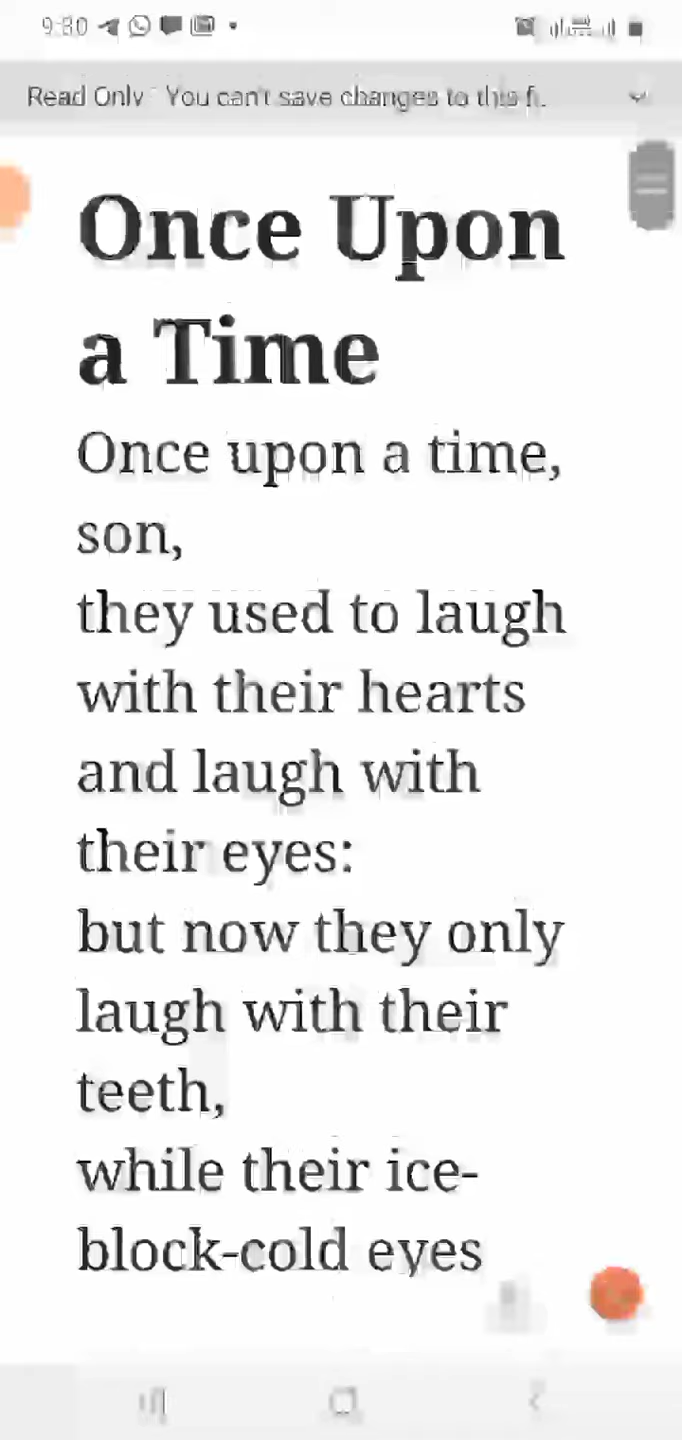 9:30
Read Only You can't save changes to this f..
Once Upon
a Time
Once upon a time,
son,
they used to laugh
with their hearts
and laugh with
their eyes:
but now they only
laugh with their
teeth,
while their ice-
block-cold eyes